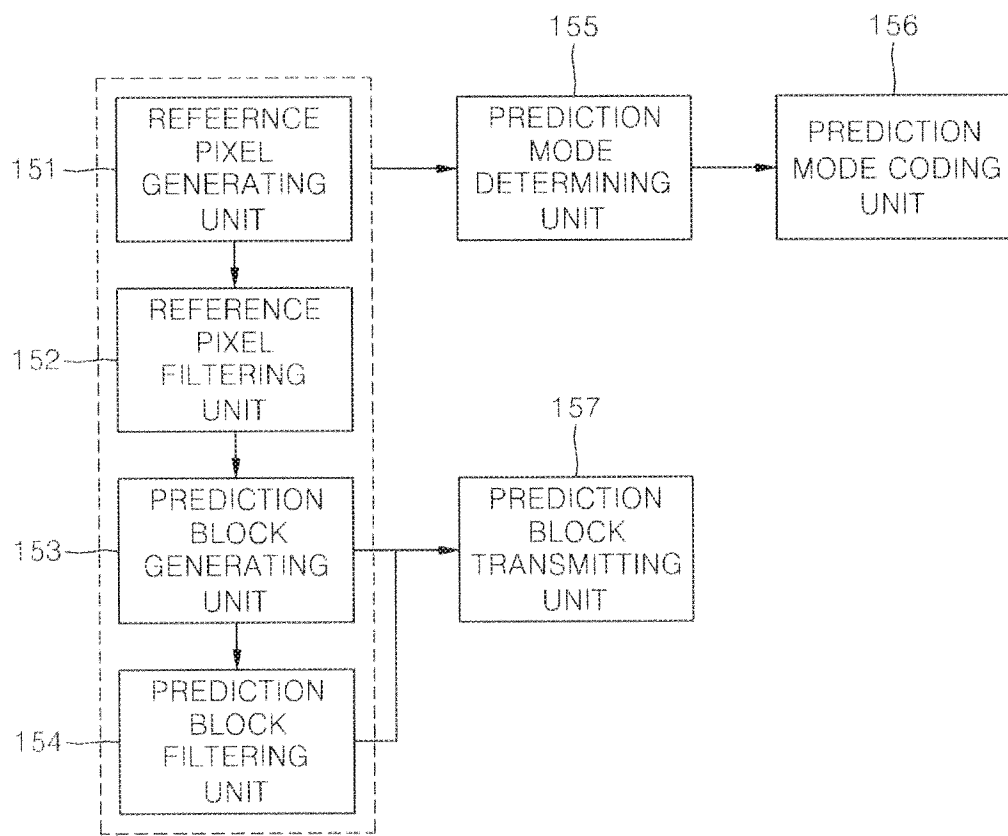 155
156
REFEERNCE
PIXEL
GENERATING
UNIT
151
PREDICTION
MODE
DETERMINING
UNIT
PREDICTION
MODE CODING
UNIT
REFERENCE
PIXEL
FILTERING
UNIT
152
157
PREDICTION
BLOCK
GENERATING
UNIT
153
PREDICTION
BLOCK
TRANSMITTING
UNIT
PREDICTION
BLOCK
FILTERING
UNIT
154